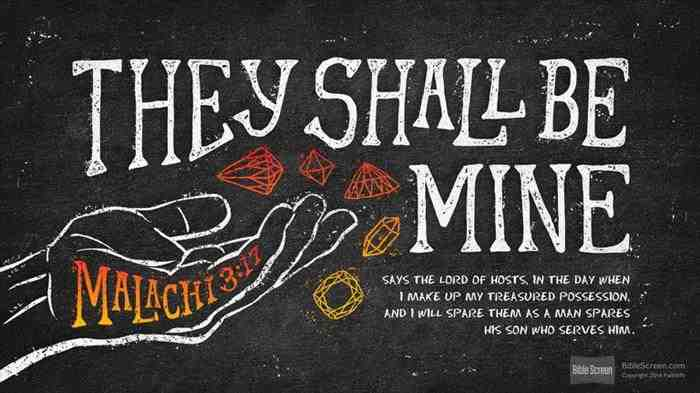 THEY SHALL BE
MINE
MALACHI 3:17
SAYS THE LORD OF HOSTS, IN THE DAY WHEN
I MAKE UP MY TREASURED POSSESSION,
AND I WILL SPARE THEM AS A MAN SPARES
HIS SON WHO SERVES HIM.
Bible Screen
BibleScreen.com
Copyright 2014 Faithlife